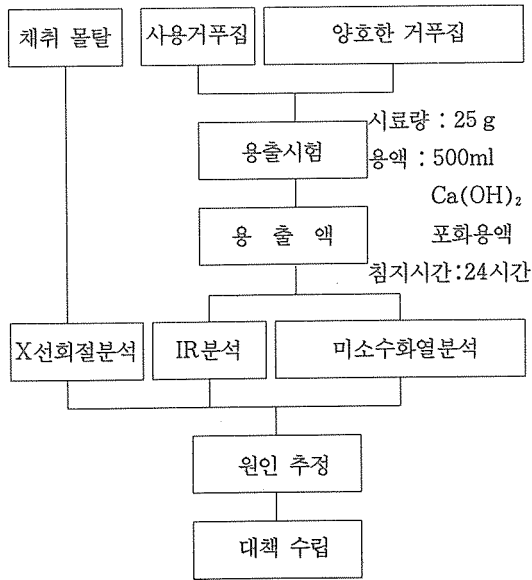 채취 몰탈
사용거푸집
양호한 거푸집
용출시험
시료량 : 25 g
용액 : 500ml
Ca(OH)₂
포화용액
침지시간:24시간
용 출 액
X선회절분석
IR분석
미소수화열분석
원인 추정
대책 수립